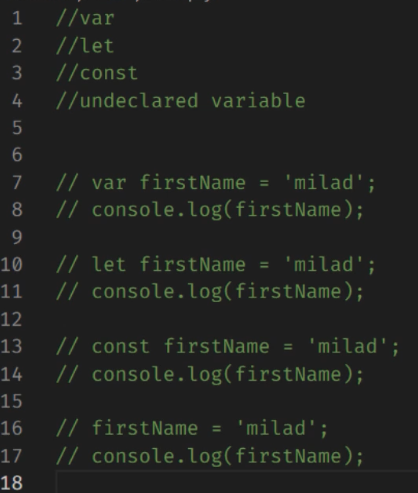 1 //var
2 //let
3 //const
4 //undeclared variable
5
6
7 // var firstName = 'milad';
8 // console.log(firstName);
9
10 // let firstName = 'milad';
11 // console.log(firstName);
12
13 // const firstName = 'milad';
14 // console.log(firstName);
15
16 // firstName = 'milad';
17 // console.log(firstName);
18